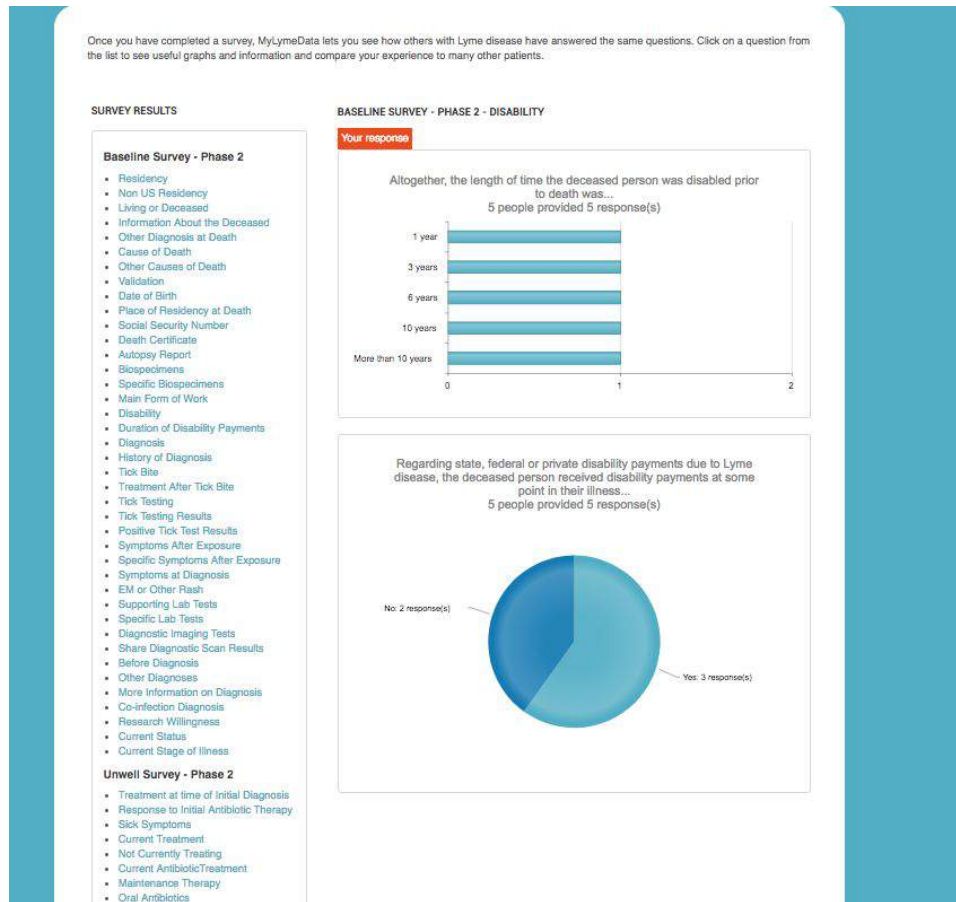 Once you have completed a survey, MyLymeData lets you see how others with Lyme disease have answered the same questions. Click on a question from
the list to see useful graphs and information and compare your experience to many other patients.
SURVEY RESULTS
Baseline Survey - Phase 2
Residency
Non US Residency
Living or Deceased
Information About the Deceased
Other Diagnosis at Death
Cause of Death
Other Causes of Death
Validation
Date of Birth
Place of Residency at Death
Social Security Number
Death Certificate
Autopsy Report
Biospecimens
Specific Biospecimens
Main Form of Work
Disability
Duration of Disability Payments
Diagnosis
History of Diagnosis
Tick Bite
Treatment After Tick Bite
Tick Testing
Tick Testing Results
Positive Tick Test Results
Symptoms After Exposure
Specific Symptoms After Exposure
Symptoms at Diagnosis
EM or Other Rash
Supporting Lab Tests
Specific Lab Tests
Diagnostic Imaging Tests
Share Diagnostic Scan Results
Before Diagnosis
Other Diagnoses
More Information on Diagnosis
Co-infection Diagnosis
Research Willingness
Current Status
Current Stage of Illness
Unwell Survey - Phase 2
Treatment at time of Initial Diagnosis
Response to Initial Antibiotic Therapy
Sick Symptoms
Current Treatment
Not Currently Treating
Current AntibioticTreatment
Maintenance Therapy
Oral Antibiotics
BASELINE SURVEY - PHASE 2 - DISABILITY
Your response
Altogether, the length of time the deceased person was disabled prior
to death was...
5 people provided 5 response(s)
1 year
3 years
6 years
10 years
More than 10 years
0 1 2
Regarding state, federal or private disability payments due to Lyme
disease, the deceased person received disability payments at some
point in their illness...
5 people provided 5 response(s)
No: 2 response(s)
Yes: 3 response(s)